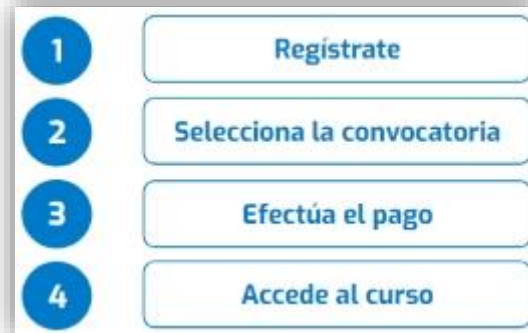 1 Regístrate
2 Selecciona la convocatoria
3 Efectúa el pago
4 Accede al curso